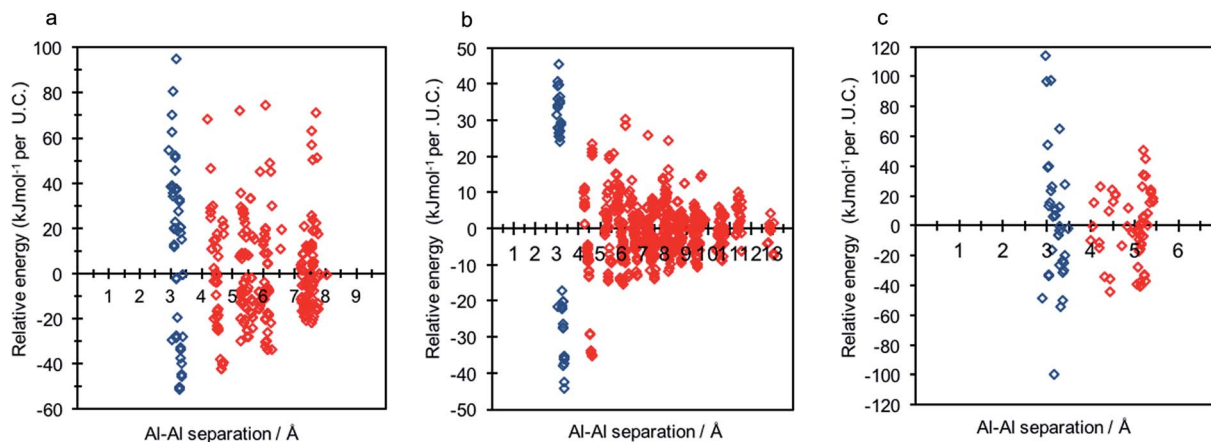 a
b
c
Relative energy (kJmol⁻¹ per U.C.)
100
80
60
40
20
0
-20
-40
-60
1 2 3 4 5 6 7 8 9
Al-Al separation / Å
Relative energy (kJmol⁻¹ per .U.C.)
50
40
30
20
10
0
-10
-20
-30
-40
-50
1 2 3 4 5 6 7 8 9 10 11 12 13
Al-Al separation / Å
Relative energy (kJmol⁻¹ per U.C.)
120
100
80
60
40
20
0
-20
-40
-60
-80
-100
-120
1 2 3 4 5 6
Al-Al separation / Å